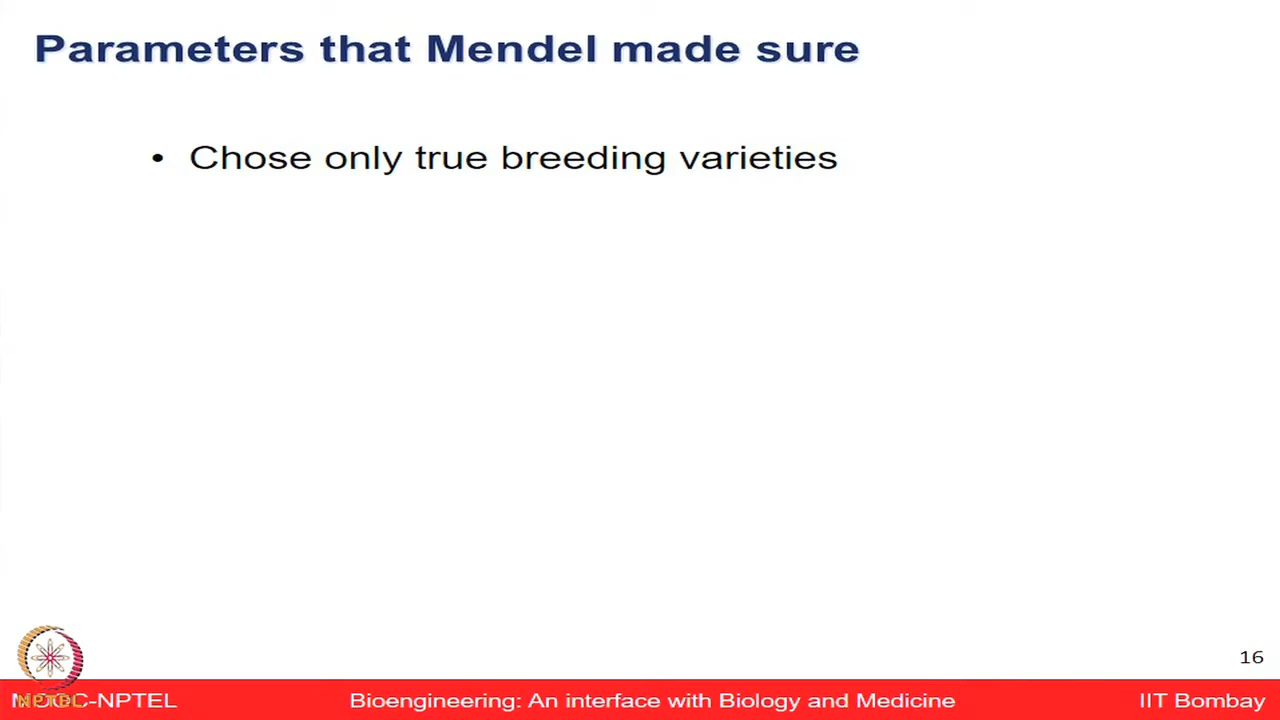 Parameters that Mendel made sure
• Chose only true breeding varieties
16
MOOC-NPTEL
NPTEL
Bioengineering: An interface with Biology and Medicine
IIT Bombay